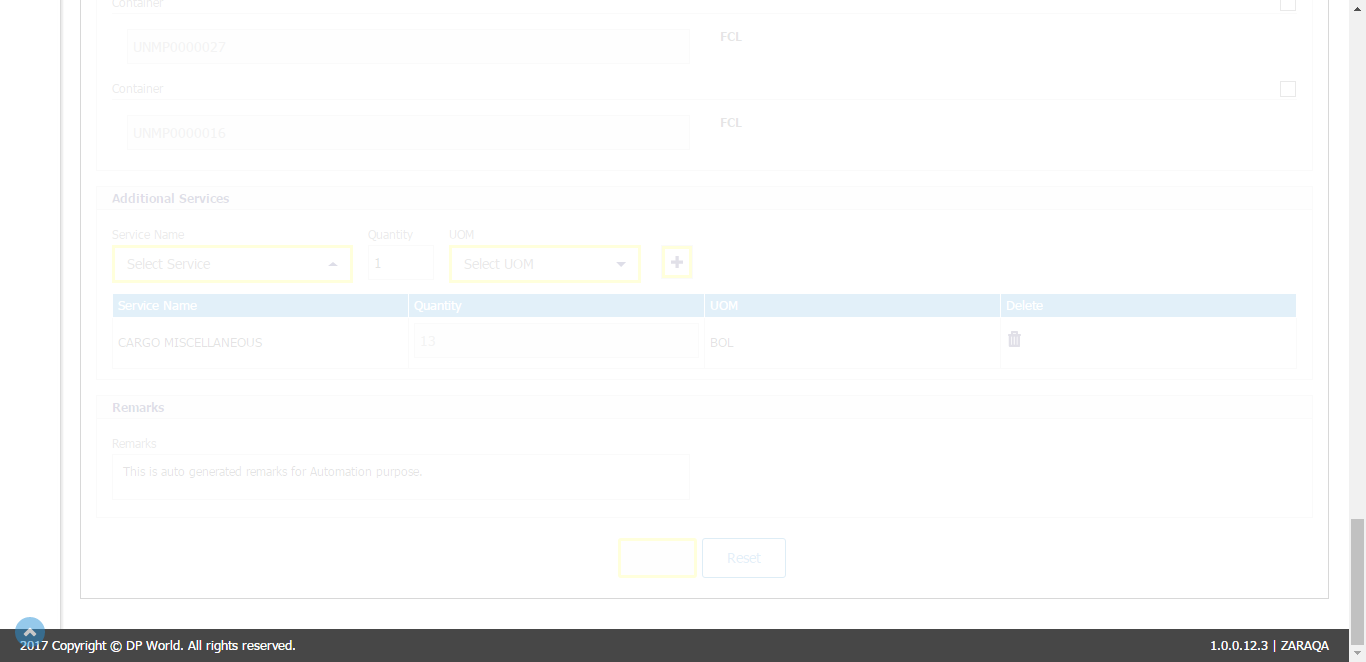 Container
UNMP0000027
FCL
Container
UNMP0000016
FCL
Additional Services
Service Name Quantity UOM
Select Service 1 Select UOM
Service Name Quantity UOM Delete
CARGO MISCELLANEOUS 13 BOL
Remarks
Remarks
This is auto generated remarks for Automation purpose.
Reset
2017 Copyright © DP World. All rights reserved. 1.0.0.12.3 | ZARAQA